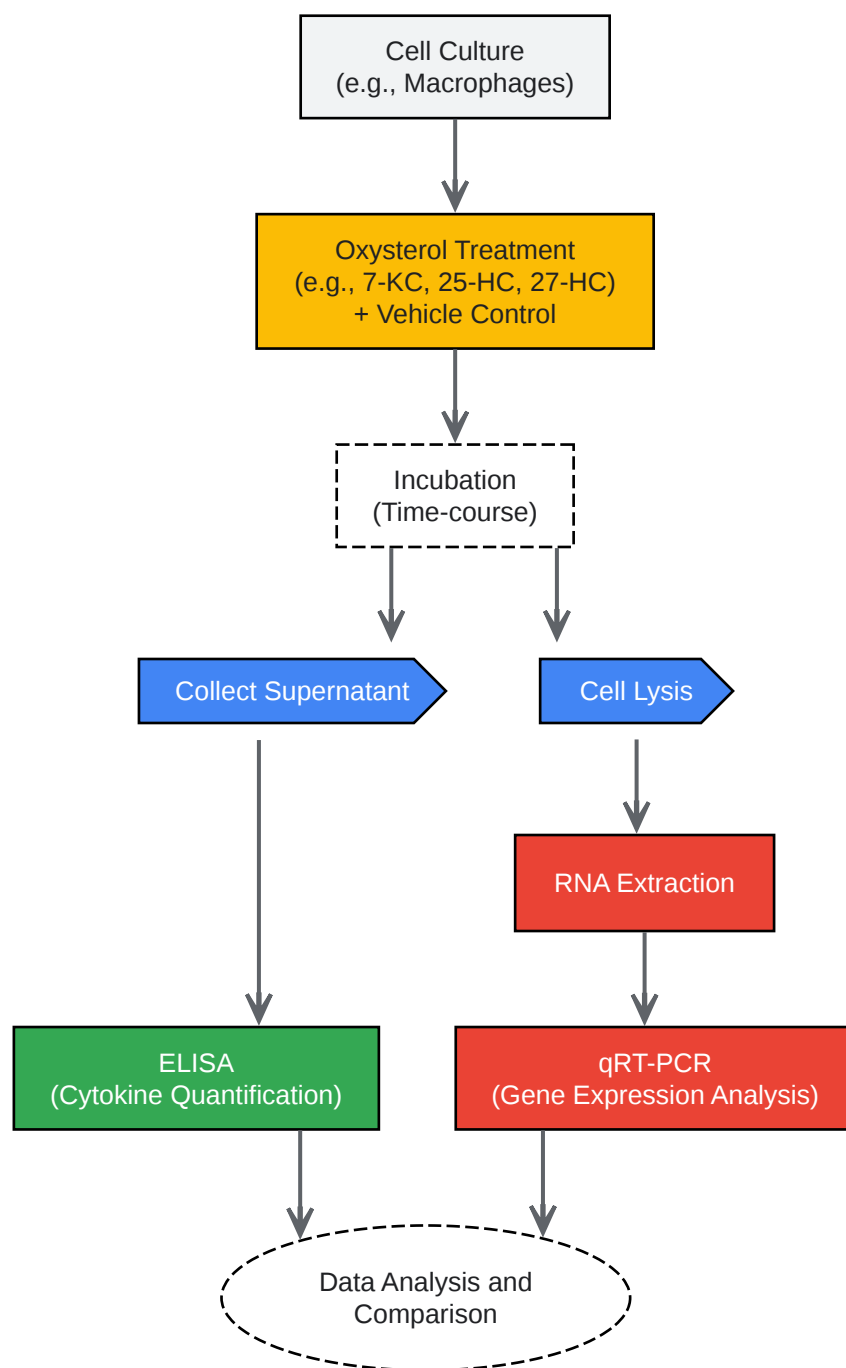 Cell Culture
(e.g., Macrophages)
Oxysterol Treatment
(e.g., 7-KC, 25-HC, 27-HC)
+ Vehicle Control
Incubation
(Time-course)
Collect Supernatant
Cell Lysis
RNA Extraction
ELISA
(Cytokine Quantification)
qRT-PCR
(Gene Expression Analysis)
Data Analysis and
Comparison